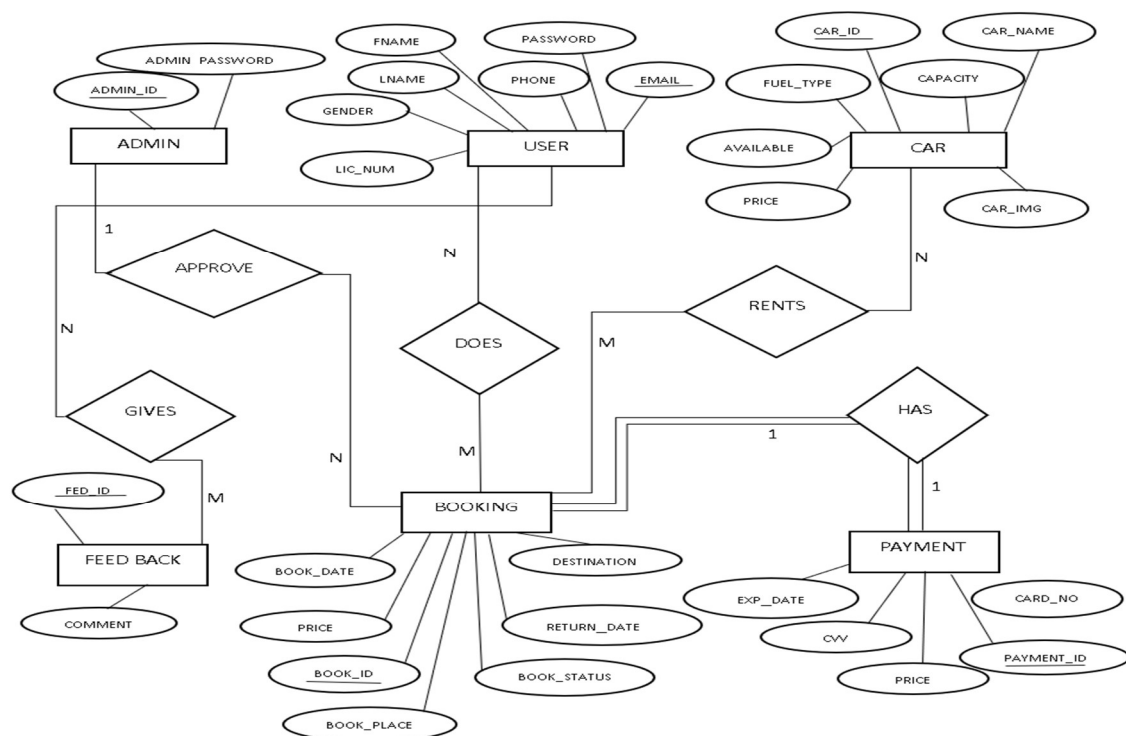 FNAME
PASSWORD
CAR_ID
CAR_NAME
ADMIN PASSWORD
LNAME
PHONE
EMAIL
FUEL_TYPE
CAPACITY
ADMIN_ID
GENDER
ADMIN
USER
AVAILABLE
CAR
LIC_NUM
PRICE
CAR_IMG
1
APPROVE
N
N
RENTS
N
DOES
M
GIVES
HAS
1
M
N
FED_ID
M
1
BOOKING
FEED BACK
PAYMENT
BOOK_DATE
DESTINATION
EXP_DATE
CARD_NO
COMMENT
PRICE
RETURN_DATE
CVV
PAYMENT_ID
BOOK_ID
BOOK_STATUS
PRICE
BOOK_PLACE